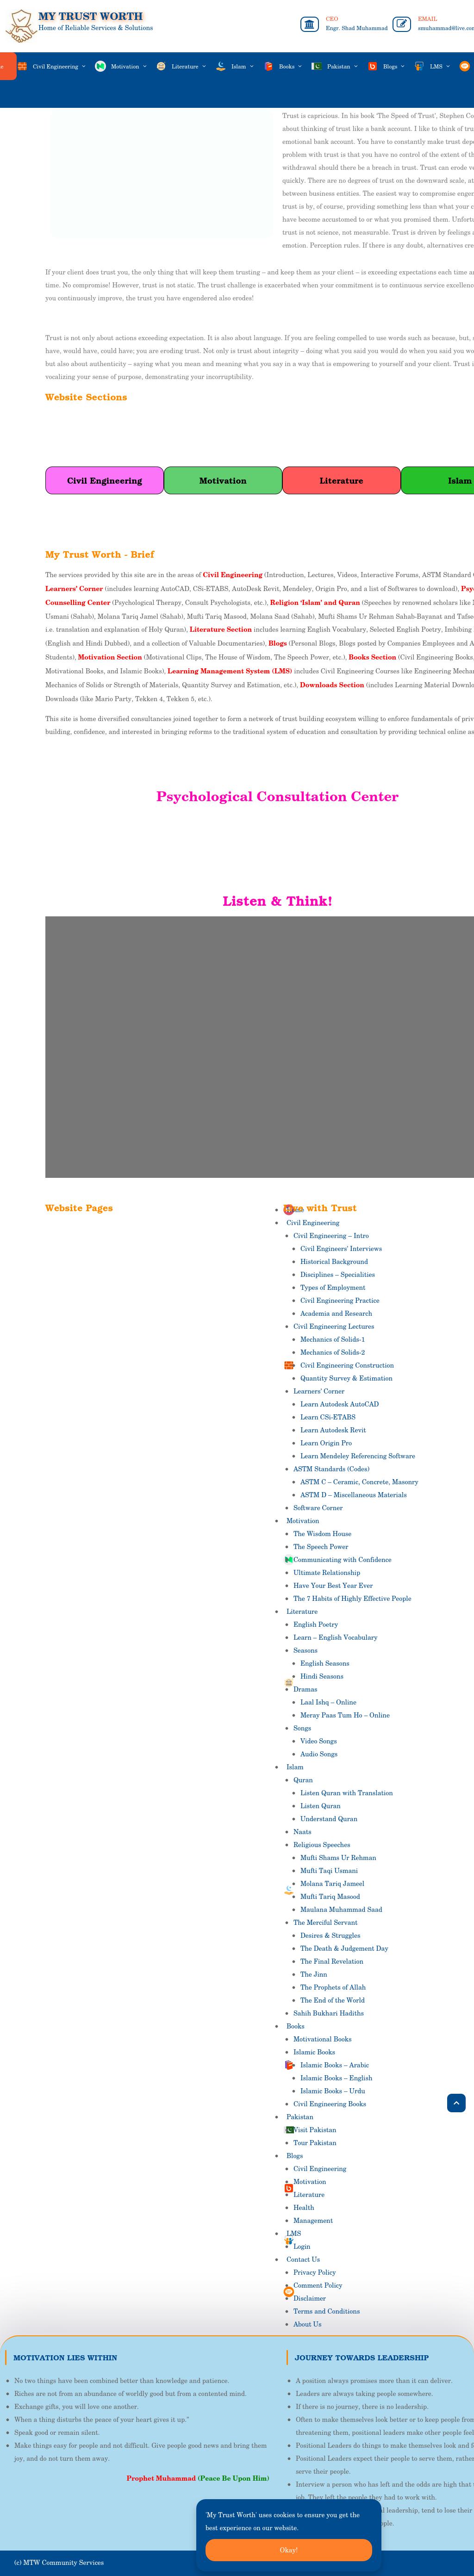 MY TRUST WORTH
Home of Reliable Services & Solutions
CEO
Engr. Shad Muhammad
EMAIL
smuhammad@live.com
Civil Engineering
Motivation
Literature
Islam
Books
Pakistan
Blogs
LMS
Trust is capricious. In his book 'The Speed of Trust', Stephen Co
about thinking of trust like a bank account. I like to think of tru
emotional bank account. You have to constantly make trust depo
problem with trust is that you have no control of the extent of th
withdrawal should there be a breach in trust. Trust can erode ve
quickly. There are no degrees of trust on the downward scale, at
between business entities. The easiest way to compromise engen
trust is by, of course, providing something less than what your c
have become accustomed to or what you promised them. Unfortu
trust is not science, not measurable. Trust is driven by feelings a
emotion. Perception rules. If there is any doubt, alternatives cre
If your client does trust you, the only thing that will keep them trusting – and keep them as your client – is exceeding expectations each time an
time. No compromise! However, trust is not static. The trust challenge is exacerbated when your commitment is to continuous service excellenc
you continuously improve, the trust you have engendered also erodes!
Trust is not only about actions exceeding expectation. It is also about language. If you are feeling compelled to use words such as because, but,
have, would have, could have; you are eroding trust. Not only is trust about integrity – doing what you said you would do when you said you wo
but also about authenticity – saying what you mean and meaning what you say in a way that is empowering to yourself and your client. Trust i
vocalizing your sense of purpose, demonstrating your incorruptibility.
Website Sections
Civil Engineering
Motivation
Literature
Islam
My Trust Worth - Brief
The services provided by this site are in the areas of Civil Engineering (Introduction, Lectures, Videos, Interactive Forums, ASTM Standard
Learners' Corner (includes learning AutoCAD, CSi-ETABS, AutoDesk Revit, Mendeley, Origin Pro, and a list of Softwares to download), Psyc
Counselling Center (Psychological Therapy, Consult Psychologists, etc.), Religion 'Islam' and Quran (Speeches by renowned scholars like
Usmani (Sahab), Molana Tariq Jamel (Sahab), Mufti Tariq Masood, Molana Saad (Sahab), Mufti Shams Ur Rehman Sahab-Bayanat and Tafsee
i.e. translation and explanation of Holy Quran), Literature Section includes learning English Vocabulary, Selected English Poetry, Imbibing
(English and Hindi Dubbed), and a collection of Valuable Documentaries), Blogs (Personal Blogs, Blogs posted by Companies Employees and A
Students), Motivation Section (Motivational Clips, The House of Wisdom, The Speech Power, etc.), Books Section (Civil Engineering Books,
Motivational Books, and Islamic Books), Learning Management System (LMS) includes Civil Engineering Courses like Engineering Mechan
Mechanics of Solids or Strength of Materials, Quantity Survey and Estimation, etc.), Downloads Section (includes Learning Material Downlo
Downloads (like Mario Party, Tekken 4, Tekken 5, etc.).
This site is home diversified consultancies joined together to form a network of trust building ecosystem willing to enforce fundamentals of priv
building, confidence, and interested in bringing reforms to the traditional system of education and consultation by providing technical online as
Psychological Consultation Center
Listen & Think!
Website Pages
with Trust
Civil Engineering
Civil Engineering – Intro
Civil Engineers' Interviews
Historical Background
Disciplines – Specialities
Types of Employment
Civil Engineering Practice
Academia and Research
Civil Engineering Lectures
Mechanics of Solids-1
Mechanics of Solids-2
Civil Engineering Construction
Quantity Survey & Estimation
Learners' Corner
Learn Autodesk AutoCAD
Learn CSi-ETABS
Learn Autodesk Revit
Learn Origin Pro
Learn Mendeley Referencing Software
ASTM Standards (Codes)
ASTM C – Ceramic, Concrete, Masonry
ASTM D – Miscellaneous Materials
Software Corner
Motivation
The Wisdom House
The Speech Power
Communicating with Confidence
Ultimate Relationship
Have Your Best Year Ever
The 7 Habits of Highly Effective People
Literature
English Poetry
Learn – English Vocabulary
Seasons
English Seasons
Hindi Seasons
Dramas
Laal Ishq – Online
Meray Paas Tum Ho – Online
Songs
Video Songs
Audio Songs
Islam
Quran
Listen Quran with Translation
Listen Quran
Understand Quran
Naats
Religious Speeches
Mufti Shams Ur Rehman
Mufti Taqi Usmani
Molana Tariq Jameel
Mufti Tariq Masood
Maulana Muhammad Saad
The Merciful Servant
Desires & Struggles
The Death & Judgement Day
The Final Revelation
The Jinn
The Prophets of Allah
The End of the World
Sahih Bukhari Hadiths
Books
Motivational Books
Islamic Books
Islamic Books – Arabic
Islamic Books – English
Islamic Books – Urdu
Civil Engineering Books
Pakistan
Visit Pakistan
Tour Pakistan
Blogs
Civil Engineering
Motivation
Literature
Health
Management
LMS
Login
Contact Us
Privacy Policy
Comment Policy
Disclaimer
Terms and Conditions
About Us
MOTIVATION LIES WITHIN
No two things have been combined better than knowledge and patience.
Riches are not from an abundance of worldly good but from a contented mind.
Exchange gifts, you will love one another.
When a thing disturbs the peace of your heart gives it up."
Speak good or remain silent.
Make things easy for people and not difficult. Give people good news and bring them
joy, and do not turn them away.
Prophet Muhammad (Peace Be Upon Him)
JOURNEY TOWARDS LEADERSHIP
A position always promises more than it can deliver.
Leaders are always taking people somewhere.
If there is no journey, there is no leadership.
Often to make themselves look better or to keep people from
threatening them, positional leaders make other people feel
Positional Leaders do things to make themselves look and f
Positional Leaders expect their people to serve them, rathe
serve their people.
Interview a person who has left and the odds are high that
job. They left the people they had to work with.
al leadership, tend to lose their
ople.
'My Trust Worth' uses cookies to ensure you get the
best experience on our website.
Okay!
(c) MTW Community Services